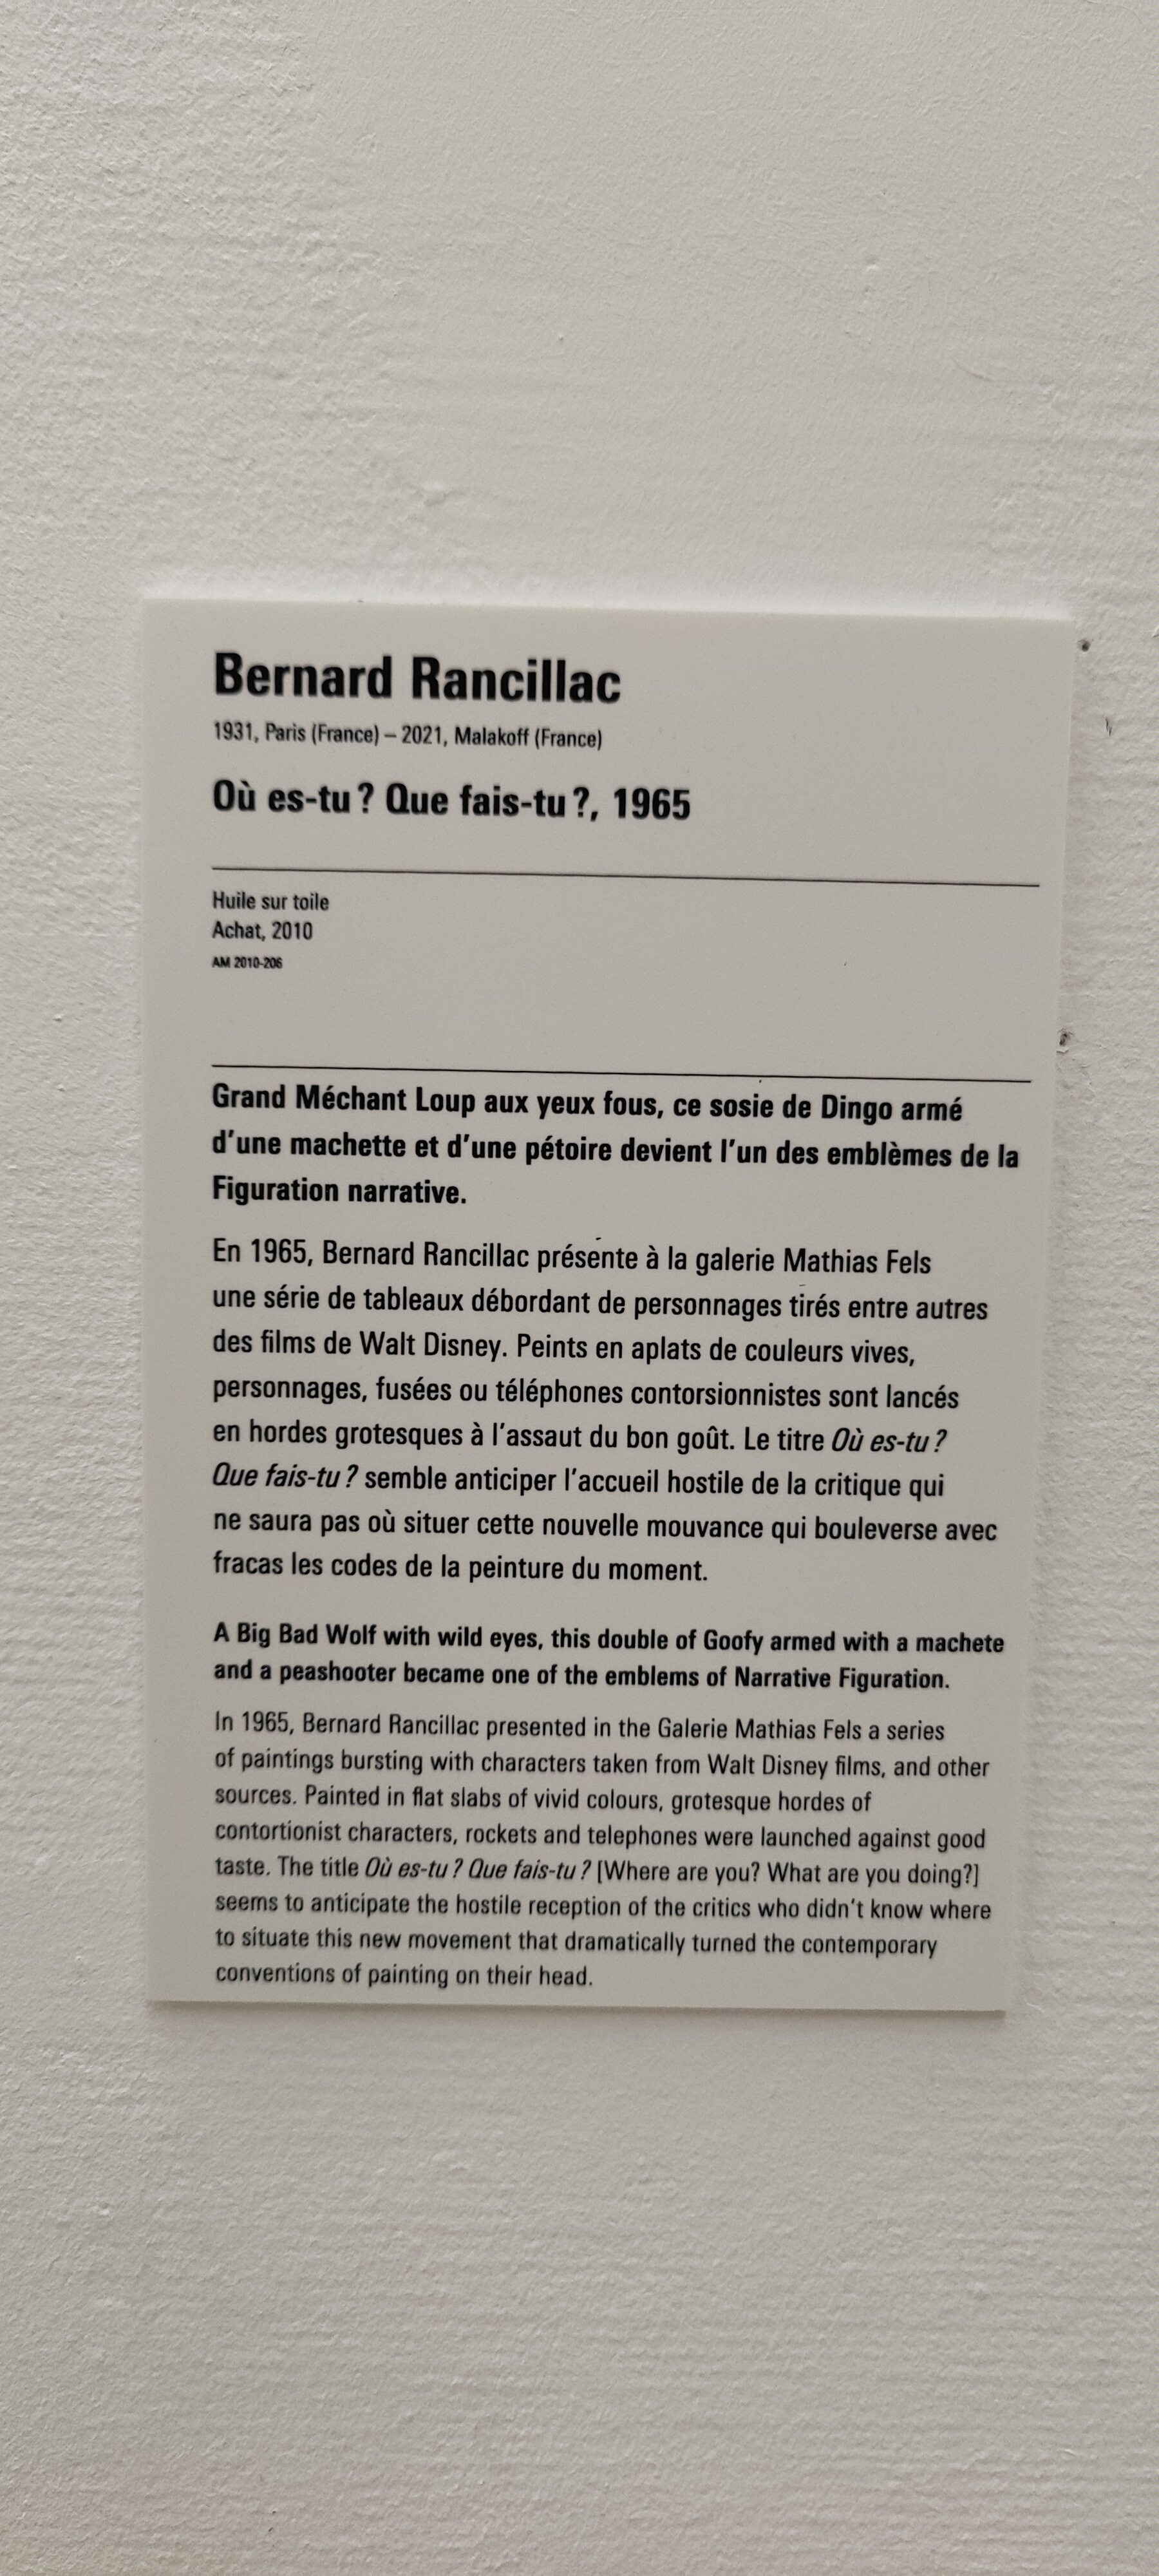 Bernard Rancillac
1931, Paris (France) – 2021, Malakoff (France)
Où es-tu ? Que fais-tu ?, 1965
Huile sur toile
Achat, 2010
AM 2010-206
Grand Méchant Loup aux yeux fous, ce sosie de Dingo armé
d’une machette et d’une pétoire devient l’un des emblèmes de la
Figuration narrative.
En 1965, Bernard Rancillac présente à la galerie Mathias Fels
une série de tableaux débordant de personnages tirés entre autres
des films de Walt Disney. Peints en aplats de couleurs vives,
personnages, fusées ou téléphones contorsionnistes sont lancés
en hordes grotesques à l’assaut du bon goût. Le titre Où es-tu ?
Que fais-tu ? semble anticiper l’accueil hostile de la critique qui
ne saura pas où situer cette nouvelle mouvance qui bouleverse avec
fracas les codes de la peinture du moment.
A Big Bad Wolf with wild eyes, this double of Goofy armed with a machete
and a peashooter became one of the emblems of Narrative Figuration.
In 1965, Bernard Rancillac presented in the Galerie Mathias Fels a series
of paintings bursting with characters taken from Walt Disney films, and other
sources. Painted in flat slabs of vivid colours, grotesque hordes of
contortionist characters, rockets and telephones were launched against good
taste. The title Où es-tu ? Que fais-tu ? [Where are you? What are you doing?]
seems to anticipate the hostile reception of the critics who didn’t know where
to situate this new movement that dramatically turned the contemporary
conventions of painting on their head.